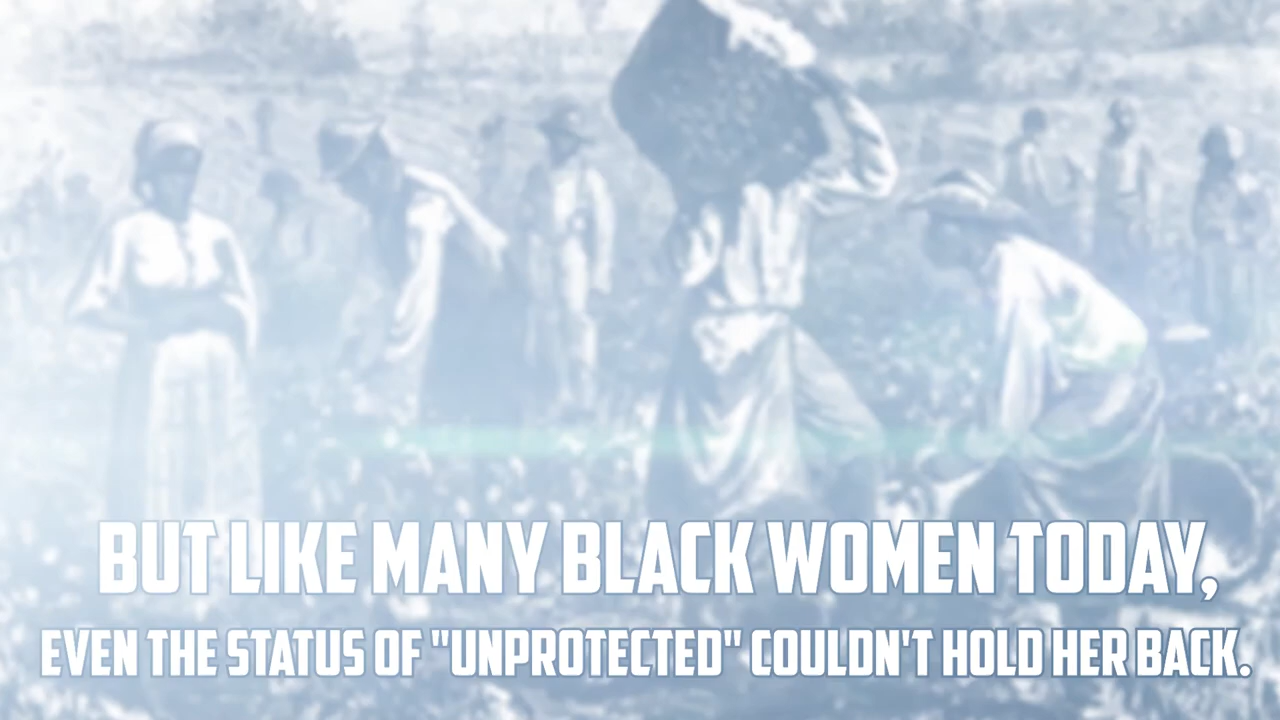 BUT LIKE MANY BLACK WOMEN TODAY,
EVEN THE STATUS OF "UNPROTECTED" COULDN'T HOLD HER BACK.